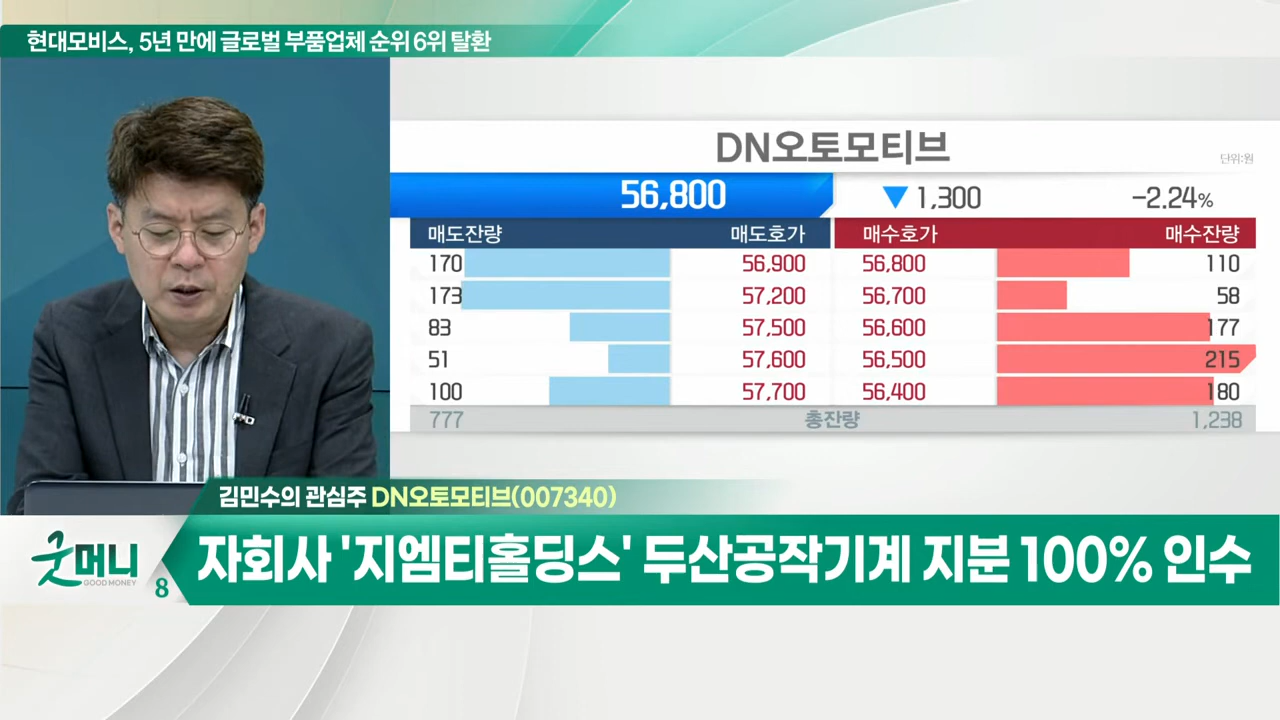 현대모비스, 5년 만에 글로벌 부품업체 순위 6위 탈환
DN오토모티브
단위:원
56,800 ▼ 1,300 -2.24%
매도잔량 매도호가 매수호가 매수잔량
170 56,900 56,800 110
173 57,200 56,700 58
83 57,500 56,600 177
51 57,600 56,500 215
100 57,700 56,400 180
777 총잔량 1,238
김민수의 관심주 DN오토모티브(007340)
굿머니
GOOD MONEY
8
자회사 '지엠티홀딩스' 두산공작기계 지분 100% 인수